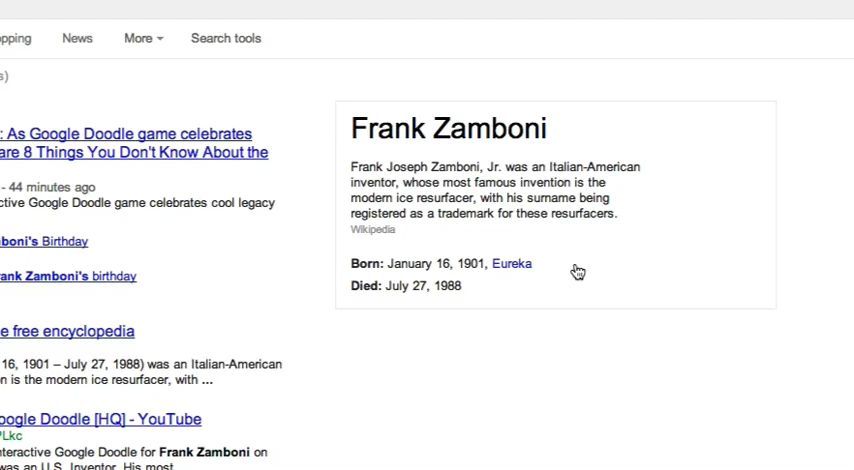 pping News More Search tools
s)
: As Google Doodle game celebrates
are 8 Things You Don't Know About the
- 44 minutes ago
ctive Google Doodle game celebrates cool legacy
boni's Birthday
ank Zamboni's birthday
e free encyclopedia
16, 1901 – July 27, 1988) was an Italian-American
n is the modern ice resurfacer, with ...
oogle Doodle [HQ] - YouTube
PLkc
nteractive Google Doodle for Frank Zamboni on
was an U.S. Inventor. His most
Frank Zamboni
Frank Joseph Zamboni, Jr. was an Italian-American
inventor, whose most famous invention is the
modern ice resurfacer, with his surname being
registered as a trademark for these resurfacers.
Wikipedia
Born: January 16, 1901, Eureka
Died: July 27, 1988